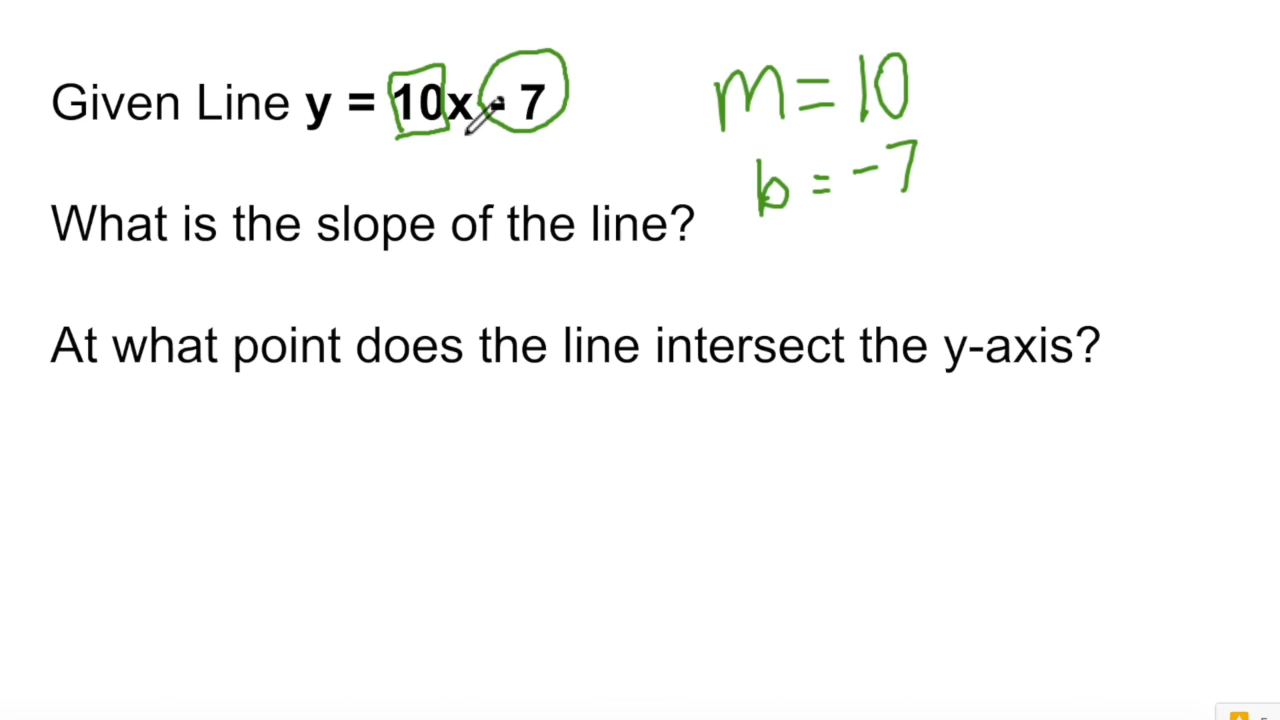 Given Line y = 10x - 7
m = 10
b = -7
What is the slope of the line?
At what point does the line intersect the y-axis?